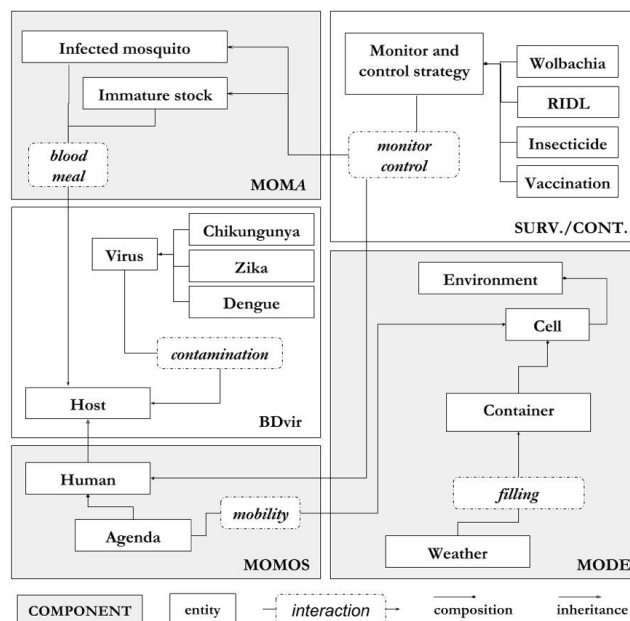 Infected mosquito
Immature stock
blood
meal
MOMA
Monitor and
control strategy
Wolbachia
RIDL
Insecticide
Vaccination
monitor
control
SURV./CONT.
Virus
Chikungunya
Zika
Dengue
contamination
Host
BDvir
Environment
Cell
Container
filling
Weather
MODE
Human
Agenda
mobility
MOMOS
COMPONENT
entity
interaction
composition
inheritance